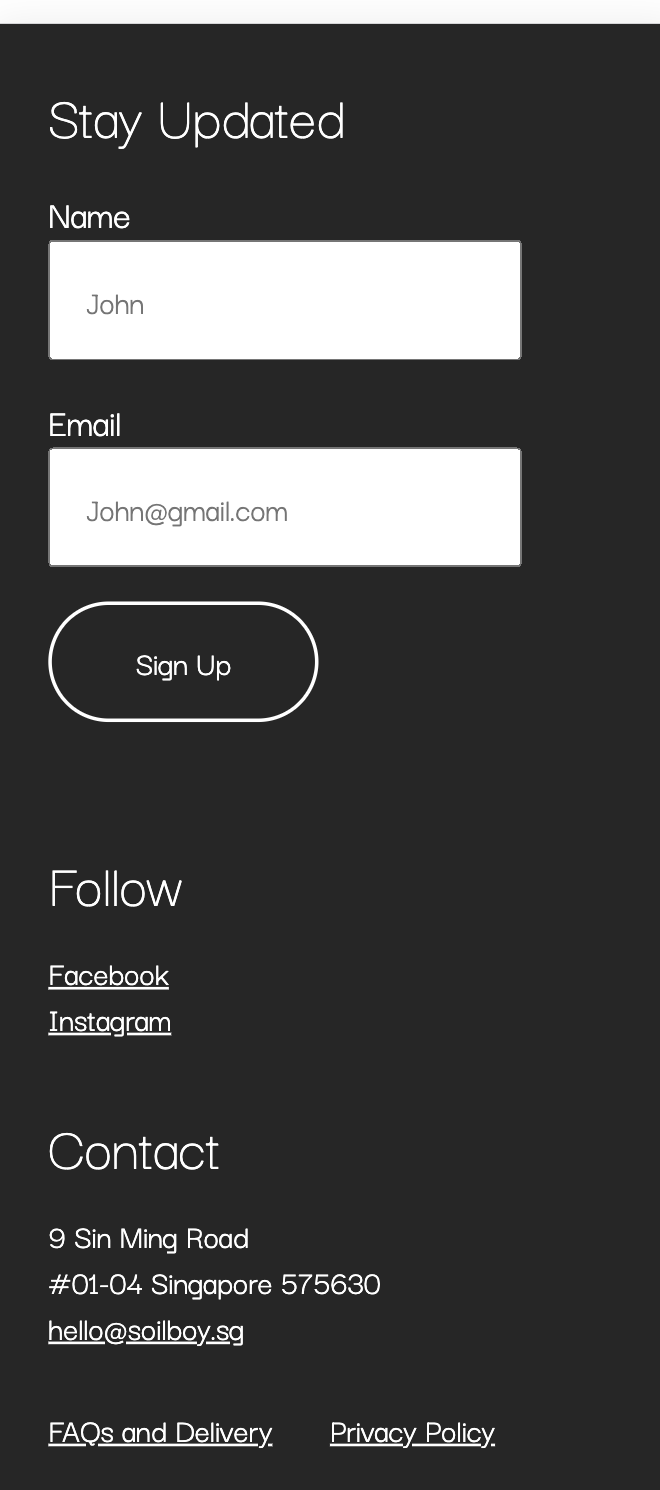 Stay Updated
Name
John
Email
John@gmail.com
Sign Up
Follow
Facebook
Instagram
Contact
9 Sin Ming Road
#01-04 Singapore 575630
hello@soilboy.sg
FAQs and Delivery Privacy Policy